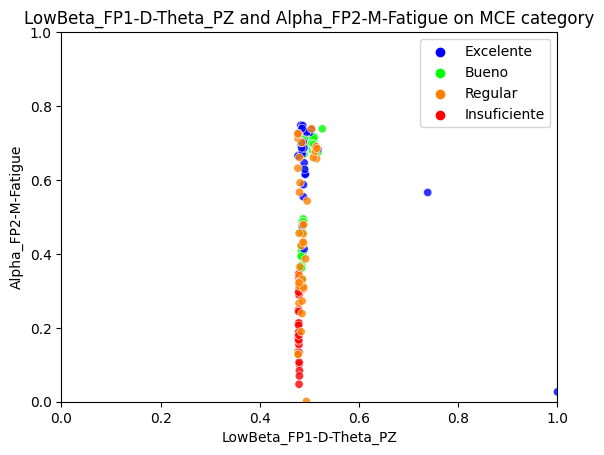 LowBeta_FP1-D-Theta_PZ and Alpha_FP2-M-Fatigue on MCE category
1.0
0.8
0.6
0.4
0.2
0.0
Alpha_FP2-M-Fatigue
Excelente
Bueno
Regular
Insuficiente
0.0 0.2 0.4 0.6 0.8 1.0
LowBeta_FP1-D-Theta_PZ